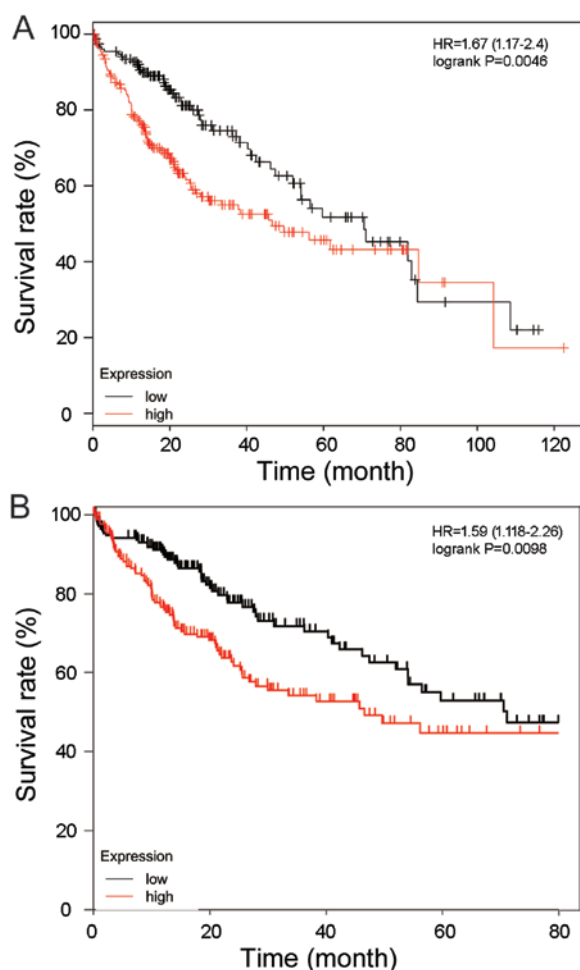 A
HR=1.67 (1.17-2.4)
logrank P=0.0046
Survival rate (%)
100
80
60
40
20
0
Expression
low
high
0 20 40 60 80 100 120
Time (month)
B
HR=1.59 (1.118-2.26)
logrank P=0.0098
Survival rate (%)
100
80
60
40
20
0
Expression
low
high
0 20 40 60 80
Time (month)